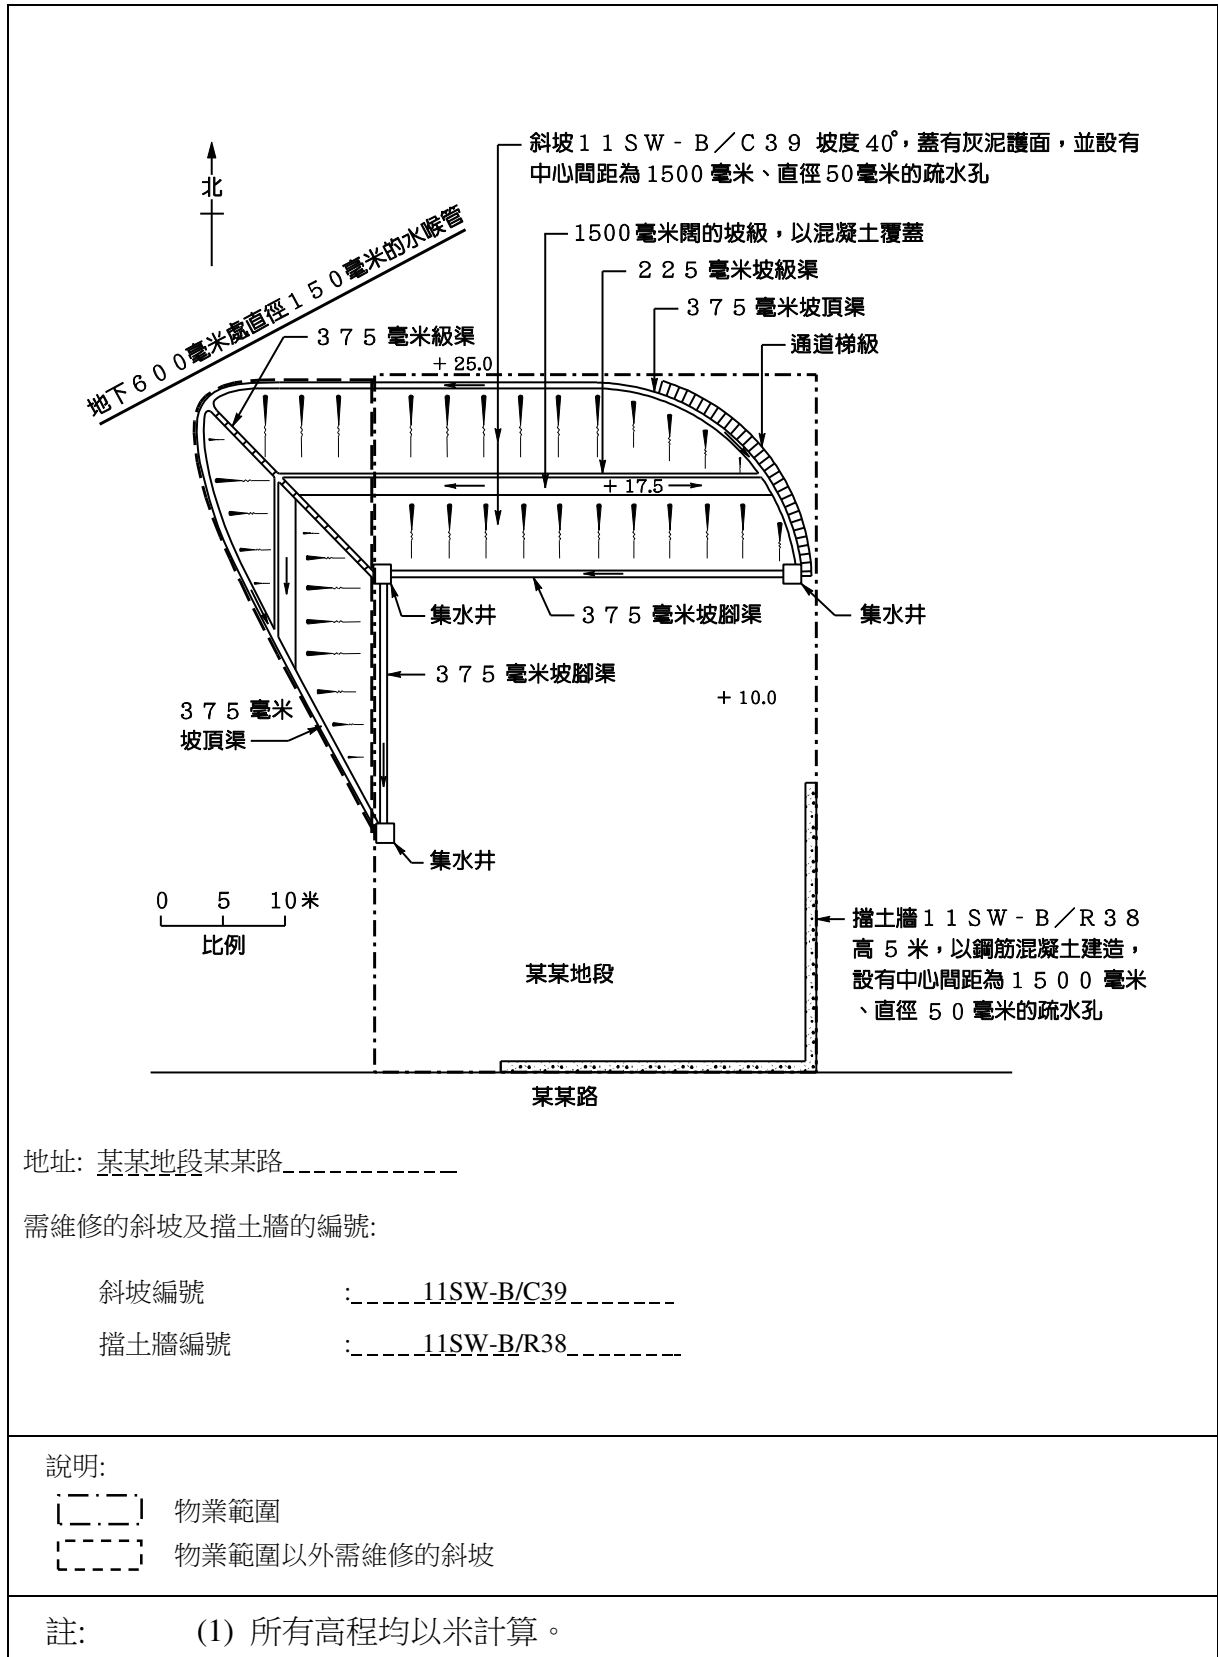 斜坡11SW-B/C39 坡度40°，蓋有灰泥護面，並設有
中心間距為1500毫米、直徑50毫米的疏水孔
北
地下600毫米處直徑150毫米的水喉管
1500毫米闊的坡級，以混凝土覆蓋
225毫米坡級渠
375毫米坡頂渠
375毫米級渠
通道梯級
+25.0
+17.5
集水井
375毫米坡腳渠
集水井
375毫米坡腳渠
+10.0
375毫米
坡頂渠
集水井
0 5 10米
比例
擋土牆11SW-B/R38
高5米，以鋼筋混凝土建造，
設有中心間距為1500毫米
、直徑50毫米的疏水孔
某某地段
某某路
地址: 某某地段某某路
需維修的斜坡及擋土牆的編號:
斜坡編號 : 11SW-B/C39
擋土牆編號 : 11SW-B/R38
說明:
物業範圍
物業範圍以外需維修的斜坡
註: (1) 所有高程均以米計算。